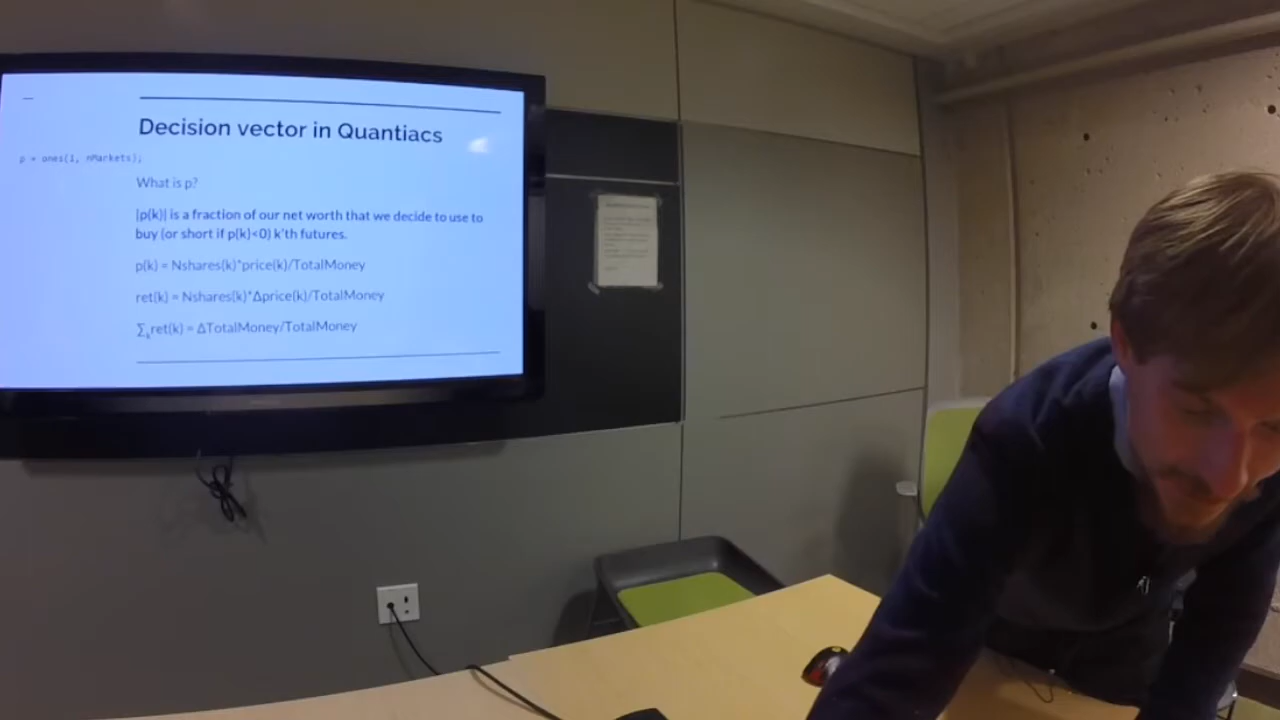 Decision vector in Quantiacs
p = ones(1, nMarkets);
What is p?
|p(k)| is a fraction of our net worth that we decide to use to
buy (or short if p(k)<0) k'th futures.
p(k) = Nshares(k)*price(k)/TotalMoney
ret(k) = Nshares(k)*Δprice(k)/TotalMoney
∑ₖret(k) = ΔTotalMoney/TotalMoney